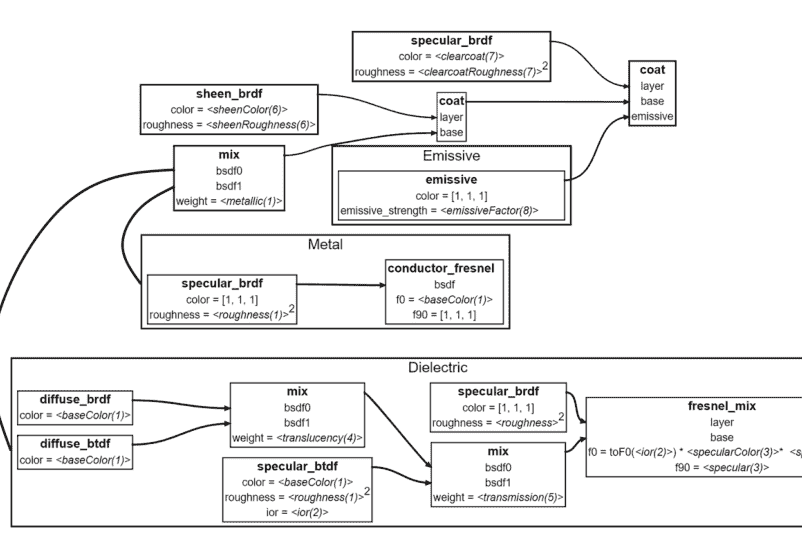 specular_brdf
color = <clearcoat(7)>
roughness = <clearcoatRoughness(7)>2
coat
layer
base
emissive
sheen_brdf
color = <sheenColor(6)>
roughness = <sheenRoughness(6)>
coat
layer
base
mix
bsdf0
bsdf1
weight = <metallic(1)>
Emissive
emissive
color = [1, 1, 1]
emissive_strength = <emissiveFactor(8)>
Metal
specular_brdf
color = [1, 1, 1]
roughness = <roughness(1)>2
conductor_fresnel
bsdf
f0 = <baseColor(1)>
f90 = [1, 1, 1]
Dielectric
diffuse_brdf
color = <baseColor(1)>
diffuse_btdf
color = <baseColor(1)>
mix
bsdf0
bsdf1
weight = <translucency(4)>
specular_btdf
color = <baseColor(1)>
roughness = <roughness(1)>2
ior = <ior(2)>
specular_brdf
color = [1, 1, 1]
roughness = <roughness>2
mix
bsdf0
bsdf1
weight = <transmission(5)>
fresnel_mix
layer
base
f0 = toF0(<ior(2)>) * <specularColor(3)>*
f90 = <specular(3)>